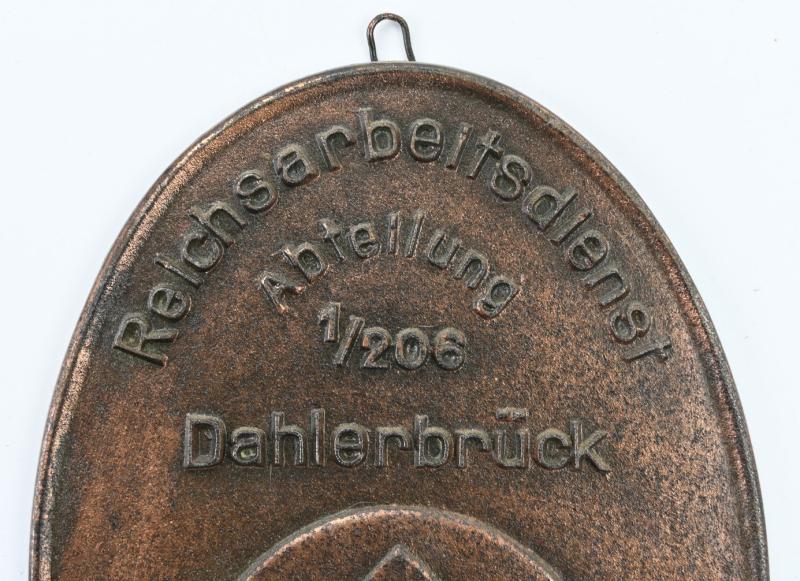 Reichsarbeitsdienst
Abteilung
1/206
Dahlerbrück